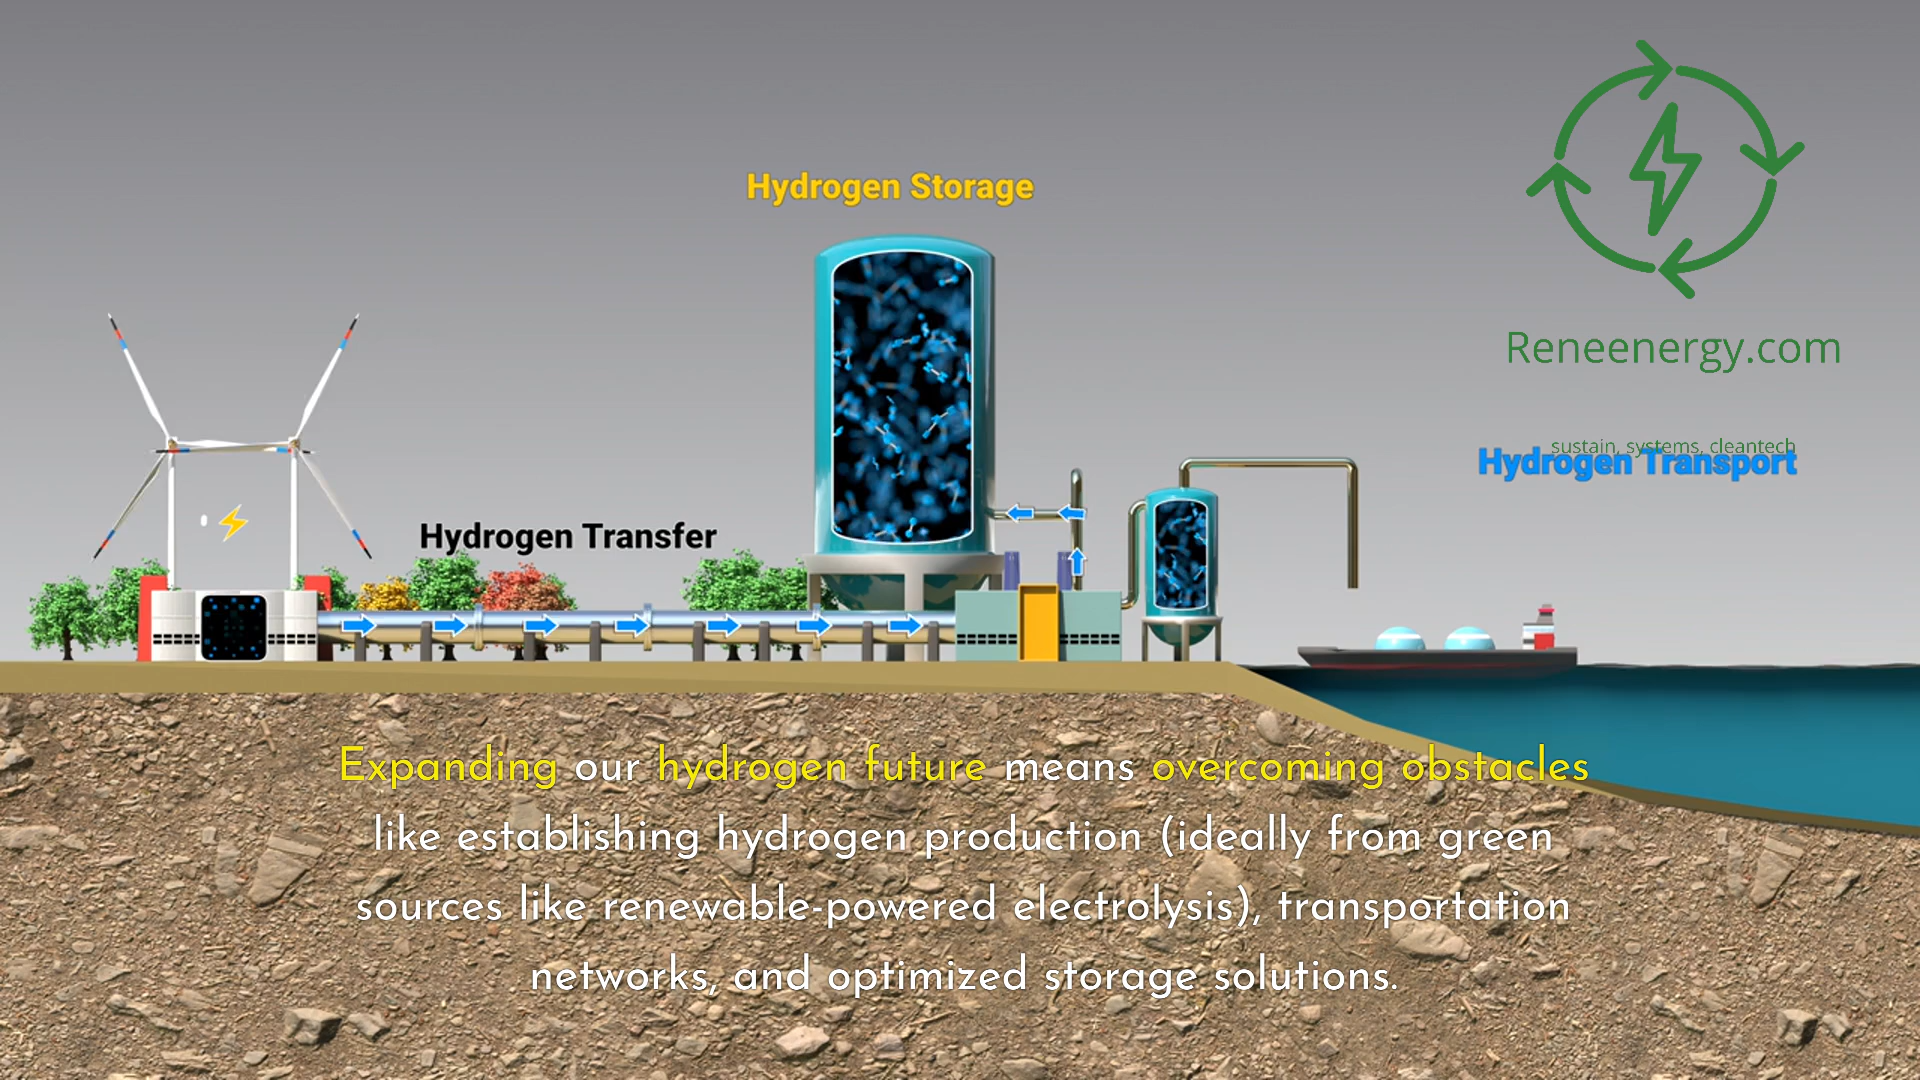 Hydrogen Storage
Reneenergy.com
sustain, systems, cleantech
Hydrogen Transport
Hydrogen Transfer
Expanding our hydrogen future means overcoming obstacles
like establishing hydrogen production (ideally from green
sources like renewable-powered electrolysis), transportation
networks, and optimized storage solutions.